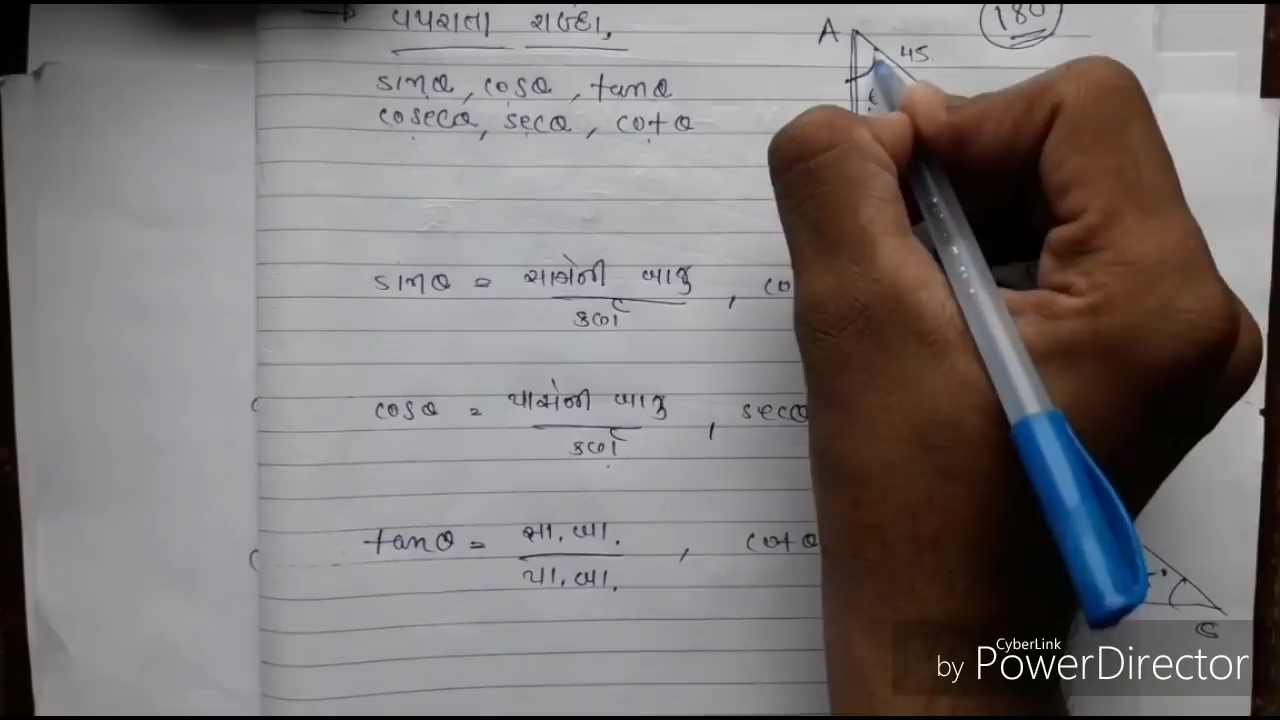 → વપરાતા શબ્દો,
sinθ, cosθ, tanθ
cosecθ, secθ, cotθ
A
45
180
sinθ = સામેની બાજુ / કર્ણ, co
cosθ = પાસેની બાજુ / કર્ણ, secθ
tanθ = સા. બા. / પા. બા., cotθ
C
CyberLink
by PowerDirector